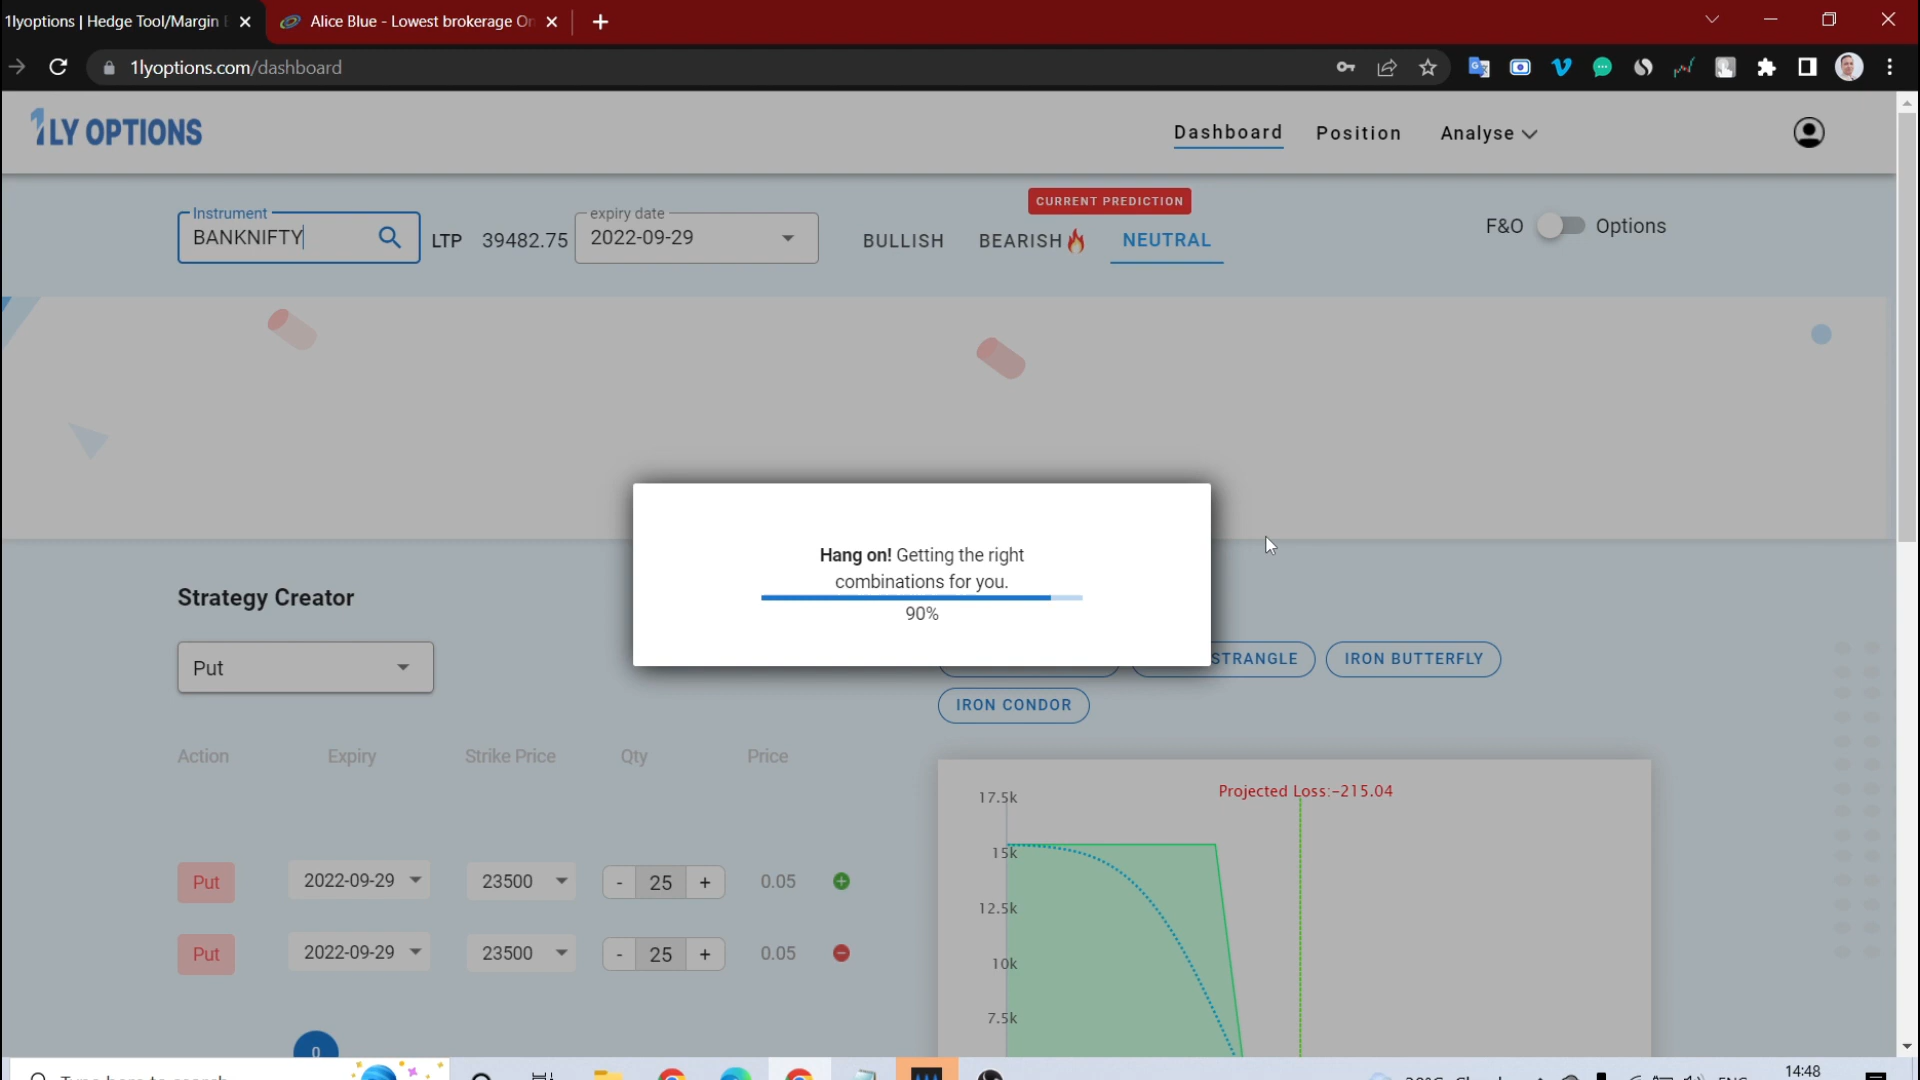 1lyoptions | Hedge Tool/Margin
Alice Blue - Lowest brokerage On
1lyoptions.com/dashboard
1LY OPTIONS
Dashboard
Position
Analyse
Instrument
BANKNIFTY
LTP 39482.75
expiry date
2022-09-29
CURRENT PREDICTION
BULLISH
BEARISH
NEUTRAL
F&O
Options
Hang on! Getting the right
combinations for you.
90%
Strategy Creator
Put
STRANGLE
IRON BUTTERFLY
IRON CONDOR
Action Expiry Strike Price Qty Price
Put 2022-09-29 23500 - 25 + 0.05
Put 2022-09-29 23500 - 25 + 0.05
0
Projected Loss:-215.04
17.5k
15k
12.5k
10k
7.5k
14:48